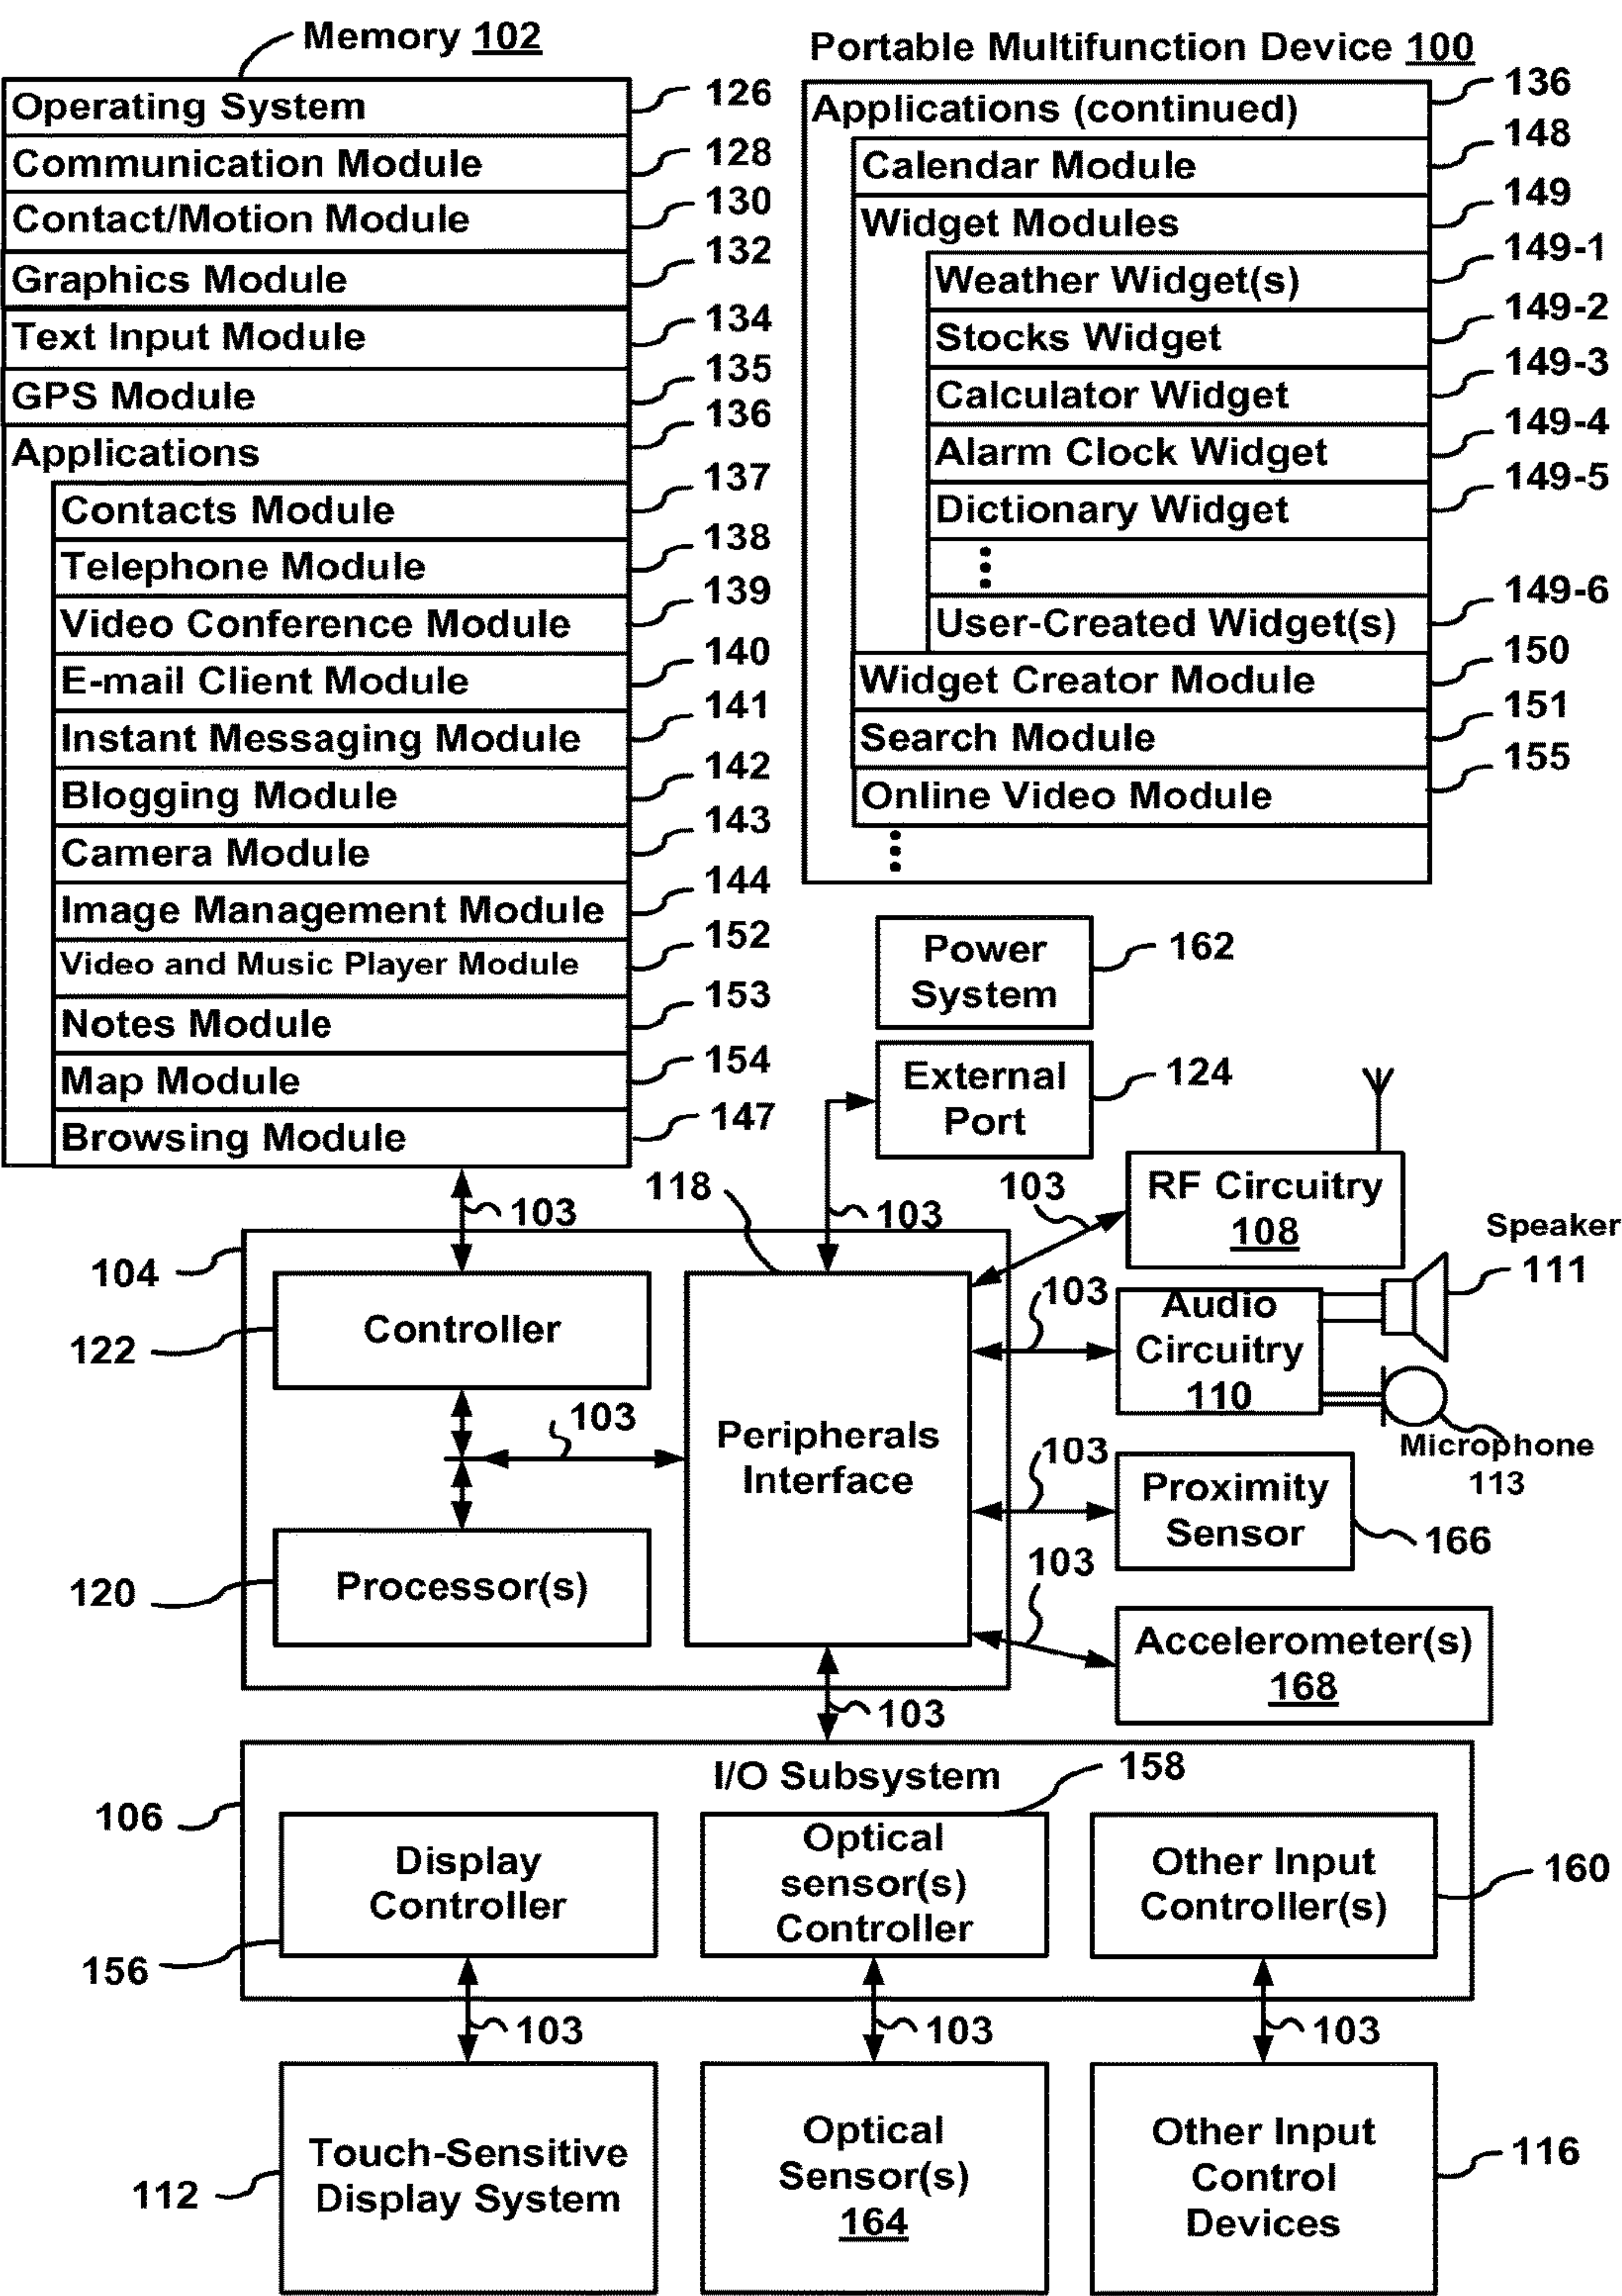 Memory 102
Operating System 126
Communication Module 128
Contact/Motion Module 130
Graphics Module 132
Text Input Module 134
GPS Module 135
Applications 136
Contacts Module 137
Telephone Module 138
Video Conference Module 139
E-mail Client Module 140
Instant Messaging Module 141
Blogging Module 142
Camera Module 143
Image Management Module 144
Video and Music Player Module 152
Notes Module 153
Map Module 154
Browsing Module 147
Portable Multifunction Device 100
Applications (continued) 136
Calendar Module 148
Widget Modules 149
Weather Widget(s) 149-1
Stocks Widget 149-2
Calculator Widget 149-3
Alarm Clock Widget 149-4
Dictionary Widget 149-5
User-Created Widget(s) 149-6
Widget Creator Module 150
Search Module 151
Online Video Module 155
Power
System
162
External
Port
124
103
118
103
103
RF Circuitry
108
Speaker
111
104
Controller
122
103
Audio
Circuitry
110
Microphone
113
103
Peripherals
Interface
103
Proximity
Sensor
166
Processor(s)
120
103
Accelerometer(s)
168
103
I/O Subsystem
106
158
Display
Controller
156
Optical
sensor(s)
Controller
Other Input
Controller(s)
160
103
103
103
Touch-Sensitive
Display System
112
Optical
Sensor(s)
164
Other Input
Control
Devices
116